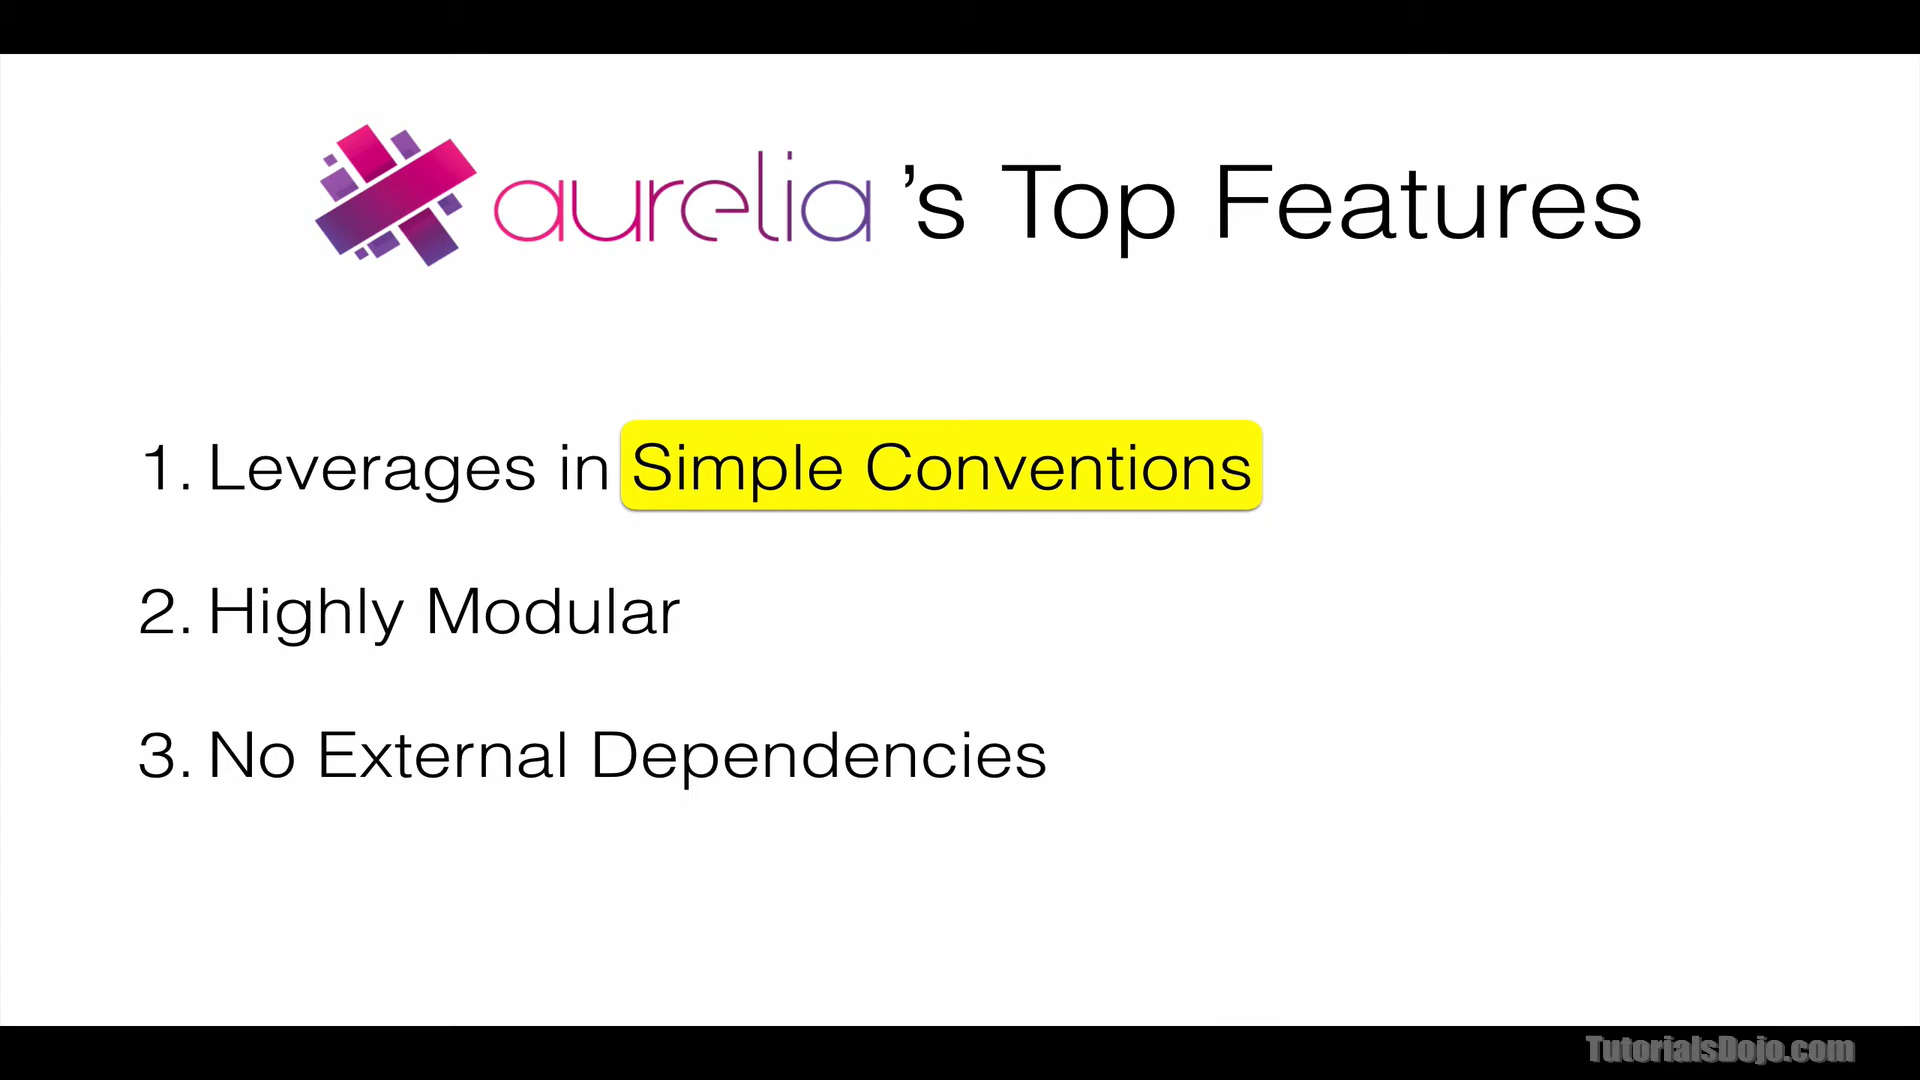 aurelia 's Top Features
1. Leverages in Simple Conventions
2. Highly Modular
3. No External Dependencies
TutorialsDojo.com